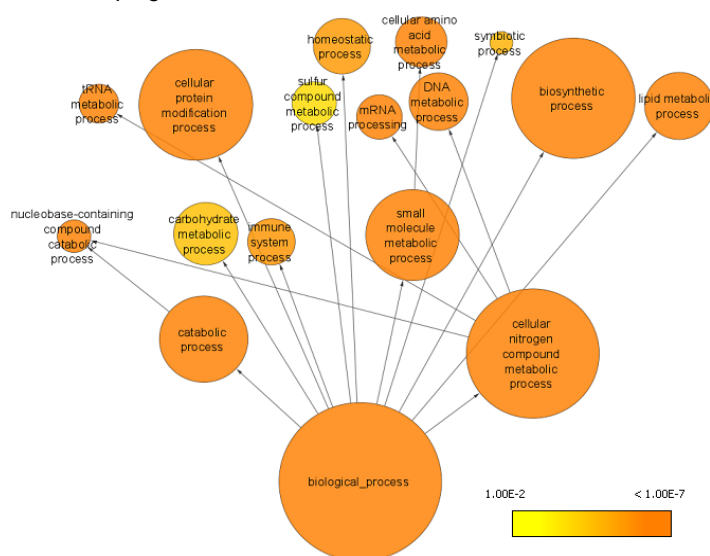 cellular amino
acid
metabolic
process
homeostatic
process
symbiotic
process
sulfur
compound
metabolic
process
cellular
protein
modification
process
tRNA
metabolic
process
mRNA
processing
DNA
metabolic
process
biosynthetic
process
lipid metaboli
process
nucleobase-containing
compound
catabolic
process
carbohydrate
metabolic
process
immune
system
process
small
molecule
metabolic
process
catabolic
process
cellular
nitrogen
compound
metabolic
process
biological_process
1.00E-2
< 1.00E-7